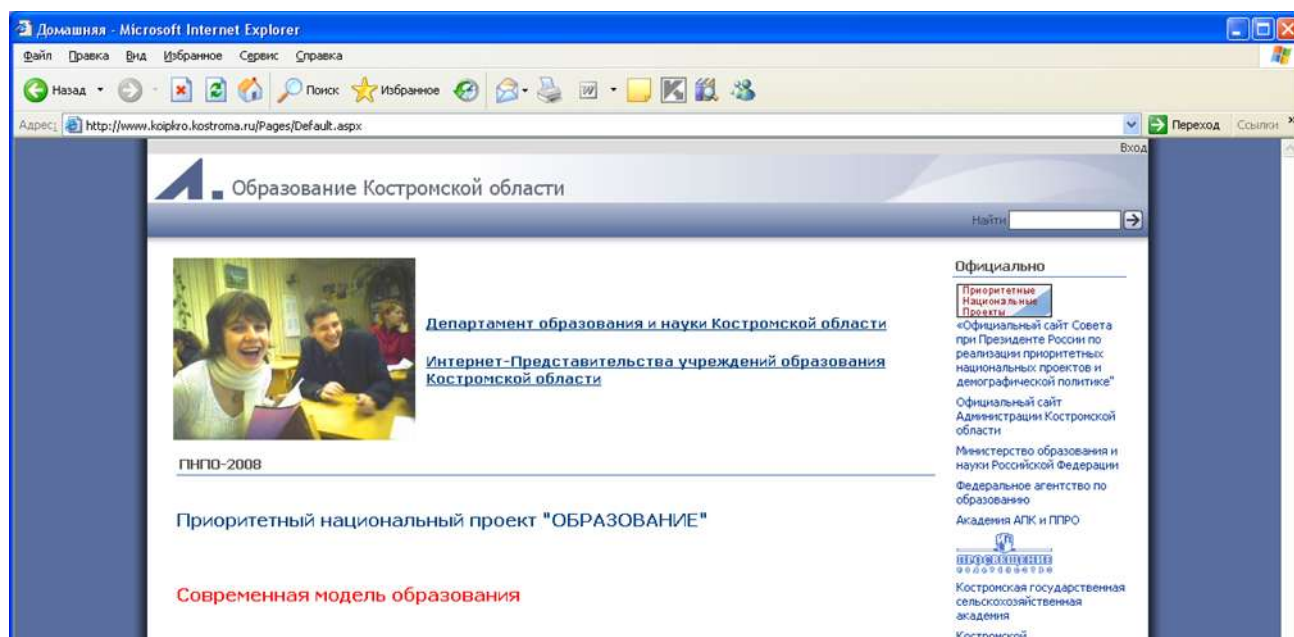 Домашняя - Microsoft Internet Explorer
Файл Правка Вид Избранное Сервис Справка
Назад Поиск Избранное
Адрес: http://www.koipkro.kostroma.ru/Pages/Default.aspx Переход Ссылки »
Вход
Образование Костромской области
Найти
Департамент образования и науки Костромской области
Интернет-Представительства учреждений образования
Костромской области
ПНПО-2008
Приоритетный национальный проект "ОБРАЗОВАНИЕ"
Современная модель образования
Официально
Приоритетные
Национальные
Проекты
«Официальный сайт Совета
при Президенте России по
реализации приоритетных
национальных проектов и
демографической политике"
Официальный сайт
Администрации Костромской
области
Министерство образования и
науки Российской Федерации
Федеральное агентство по
образованию
Академия АПК и ППРО
ПРОСВЕЩЕНИЕ
Костромская государственная
сельскохозяйственная
академия
Костромской